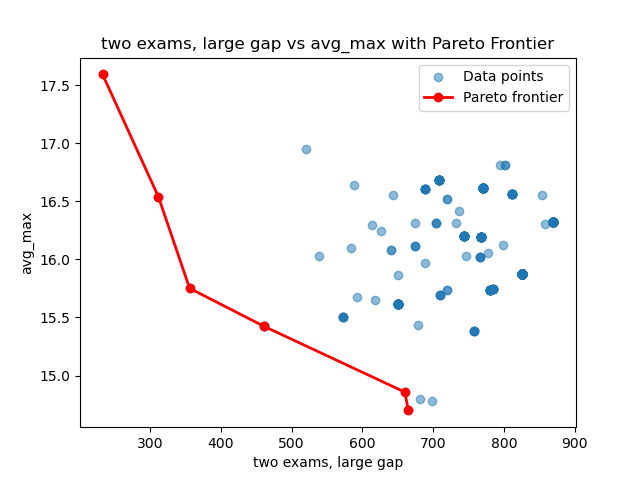 two exams, large gap vs avg_max with Pareto Frontier
Data points
Pareto frontier
17.5
17.0
16.5
16.0
15.5
15.0
avg_max
300 400 500 600 700 800 900
two exams, large gap